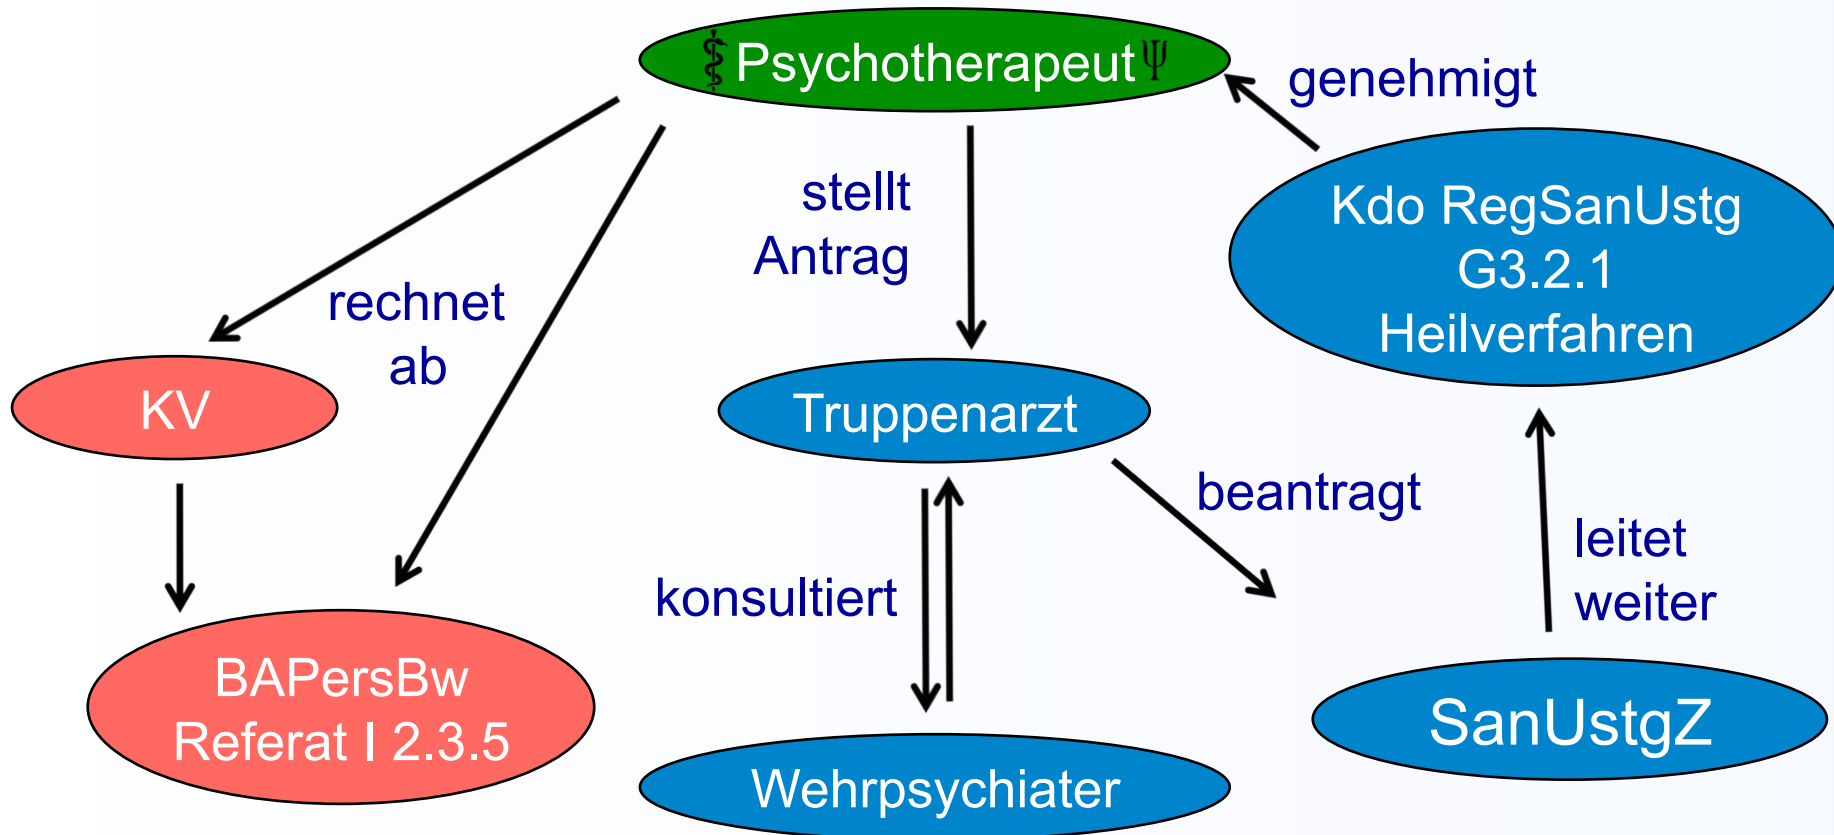 Psychotherapeut Ψ
genehmigt
stellt
Antrag
Kdo RegSanUstg
G3.2.1
Heilverfahren
rechnet
ab
KV
Truppenarzt
beantragt
leitet
weiter
konsultiert
BAPersBw
Referat I 2.3.5
SanUstgZ
Wehrpsychiater